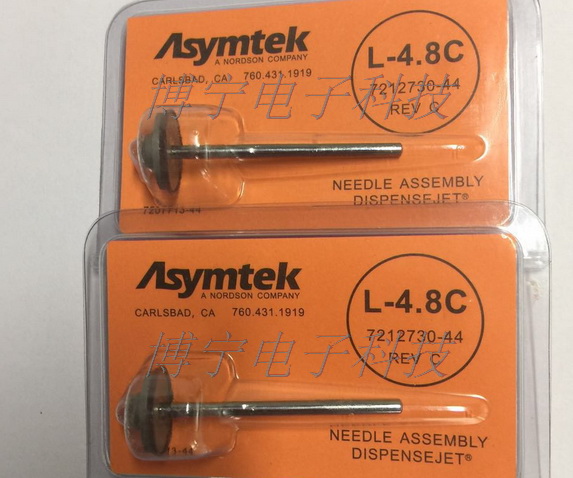 Asymtek
A NORDSON COMPANY
CARLSBAD, CA 760.431.1919
L-4.8C
7212730-44
REV C
博宁电子科技
NEEDLE ASSEMBLY
DISPENSEJET®
Asymtek
A NORDSON COMPANY
CARLSBAD, CA 760.431.1919
L-4.8C
7212730-44
REV C
博宁电子科技
NEEDLE ASSEMBLY
DISPENSEJET®